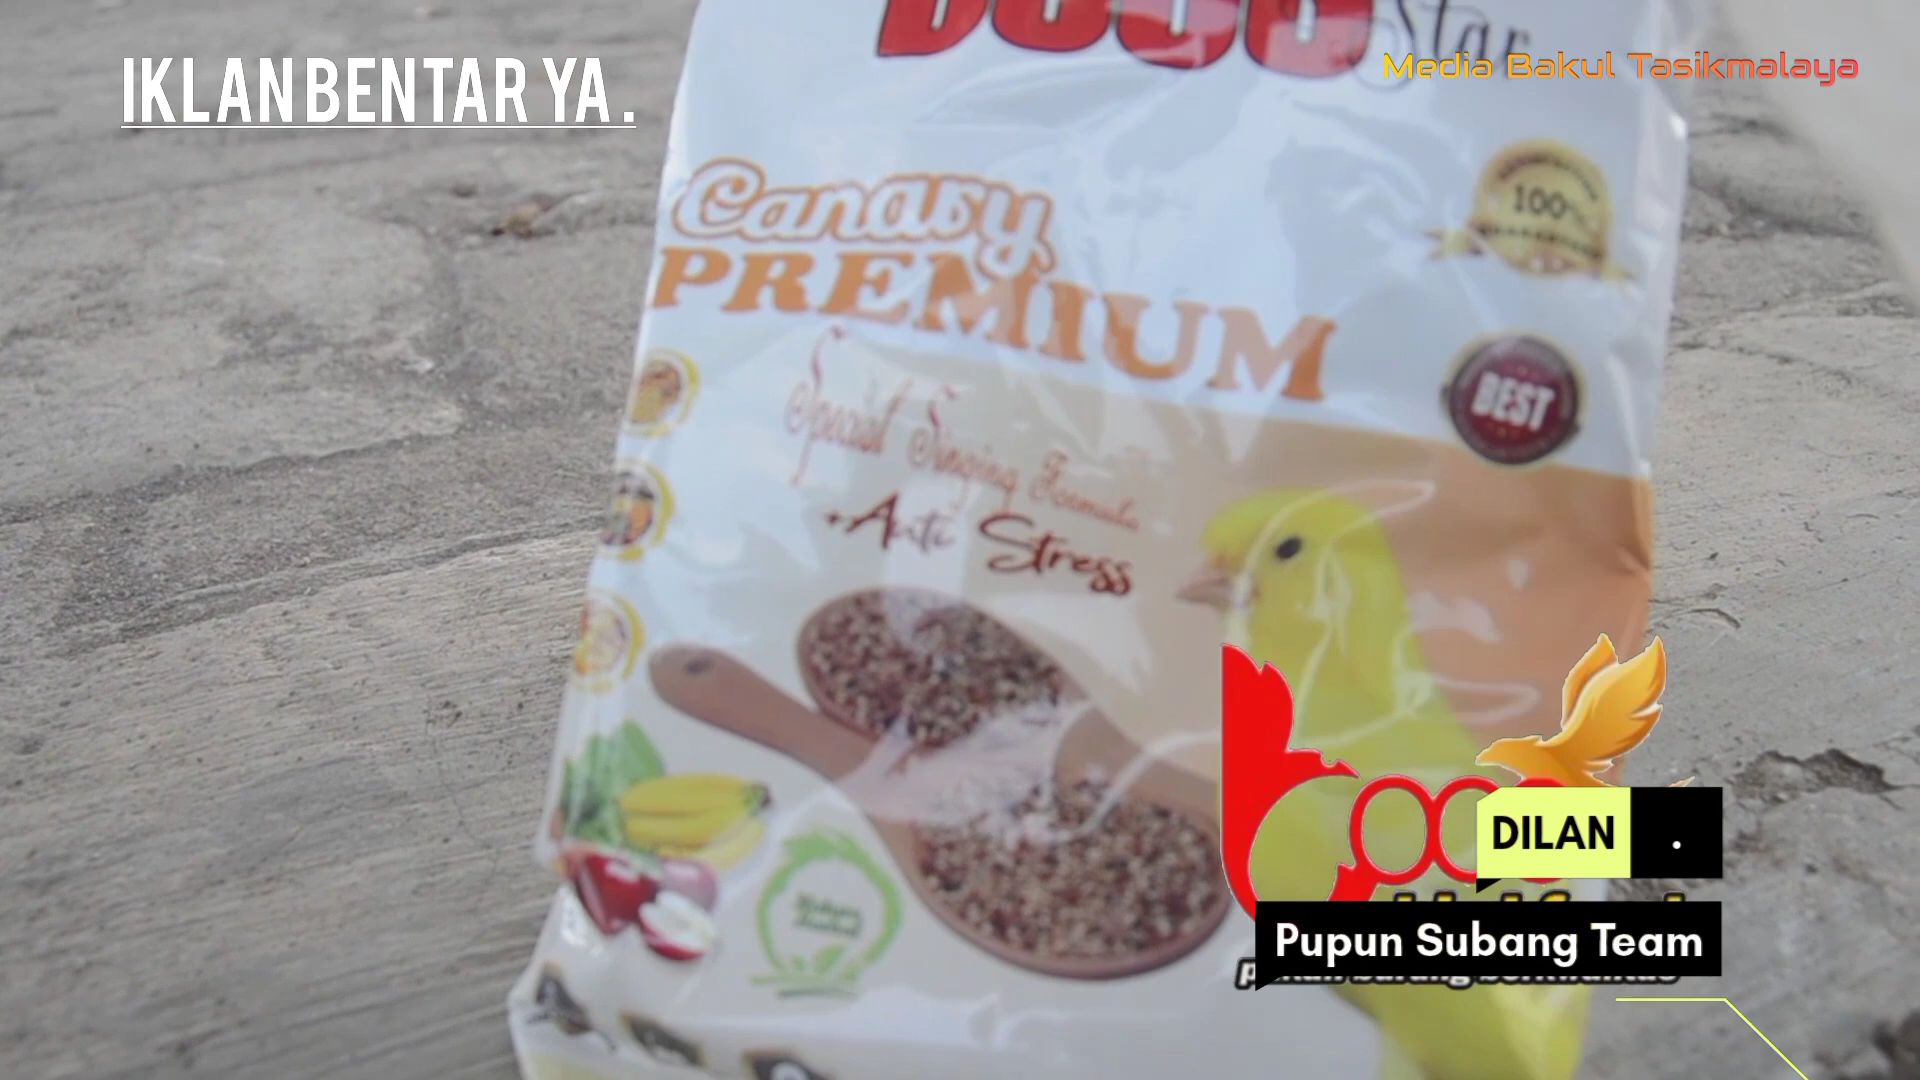 IKLAN BENTAR YA .
Star
Media Bakul Tasikmalaya
Canary
PREMIUM
100%
BEST
Special Singing Formula
+Anti Stress
DILAN .
Pupun Subang Team